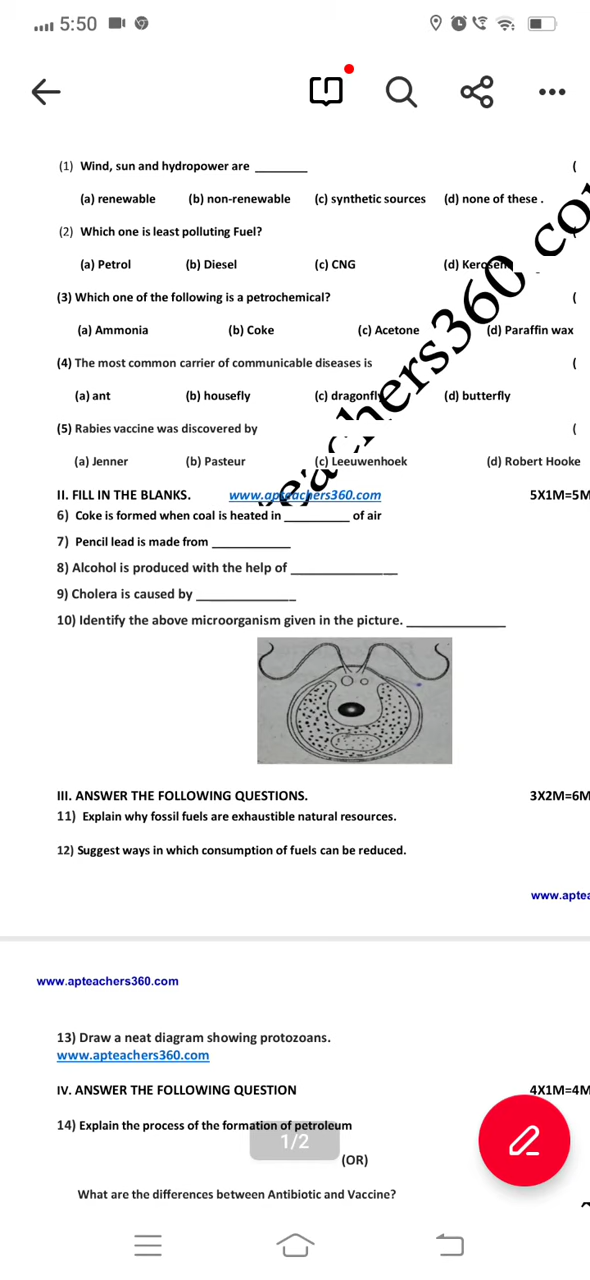 5:50
(1) Wind, sun and hydropower are ________ (
(a) renewable (b) non-renewable (c) synthetic sources (d) none of these .
(2) Which one is least polluting Fuel?
(a) Petrol (b) Diesel (c) CNG (d)
(3) Which one of the following is a petrochemical? (
(a) Ammonia (b) Coke (c) Acetone (d) Paraffin wax
(4) The most common carrier of communicable diseases is (
(a) ant (b) housefly (c) (d) butterfly
(5) Rabies vaccine was discovered by (
(a) Jenner (b) Pasteur (c) Leeuwenhoek (d) Robert Hooke
II. FILL IN THE BLANKS. www.apteachers360.com 5X1M=5M
6) Coke is formed when coal is heated in __________ of air
7) Pencil lead is made from ____________
8) Alcohol is produced with the help of ________________
9) Cholera is caused by _______________
10) Identify the above microorganism given in the picture. _______________
III. ANSWER THE FOLLOWING QUESTIONS. 3X2M=6M
11) Explain why fossil fuels are exhaustible natural resources.
12) Suggest ways in which consumption of fuels can be reduced.
www.aptea
www.apteachers360.com
13) Draw a neat diagram showing protozoans.
www.apteachers360.com
IV. ANSWER THE FOLLOWING QUESTION 4X1M=4M
14) Explain the process of the formation of petroleum
1/2
(OR)
What are the differences between Antibiotic and Vaccine?